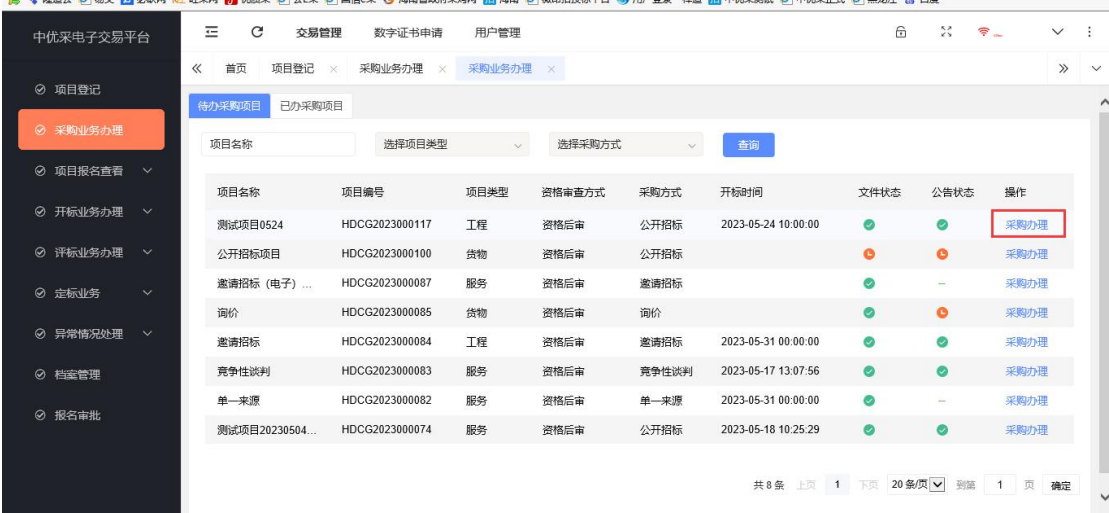 中优采电子交易平台
交易管理 数字证书申请 用户管理
首页 项目登记 × 采购业务办理 × 采购业务办理 ×
项目登记
采购业务办理
项目报名查看
开标业务办理
评标业务办理
定标业务
异常情况处理
档案管理
报名审批
待办采购项目 已办采购项目
项目名称 选择项目类型 选择采购方式 查询
项目名称 项目编号 项目类型 资格审查方式 采购方式 开标时间 文件状态 公告状态 操作
测试项目0524 HDCG2023000117 工程 资格后审 公开招标 2023-05-24 10:00:00 采购办理
公开招标项目 HDCG2023000100 货物 资格后审 公开招标 采购办理
邀请招标（电子）... HDCG2023000087 服务 资格后审 邀请招标 – 采购办理
询价 HDCG2023000085 货物 资格后审 询价 采购办理
邀请招标 HDCG2023000084 工程 资格后审 邀请招标 2023-05-31 00:00:00 采购办理
竞争性谈判 HDCG2023000083 服务 资格后审 竞争性谈判 2023-05-17 13:07:56 采购办理
单一来源 HDCG2023000082 服务 资格后审 单一来源 2023-05-31 00:00:00 – 采购办理
测试项目20230504... HDCG2023000074 服务 资格后审 公开招标 2023-05-18 10:25:29 采购办理
共 8 条 上页 1 下页 20 条/页 到第 1 页 确定